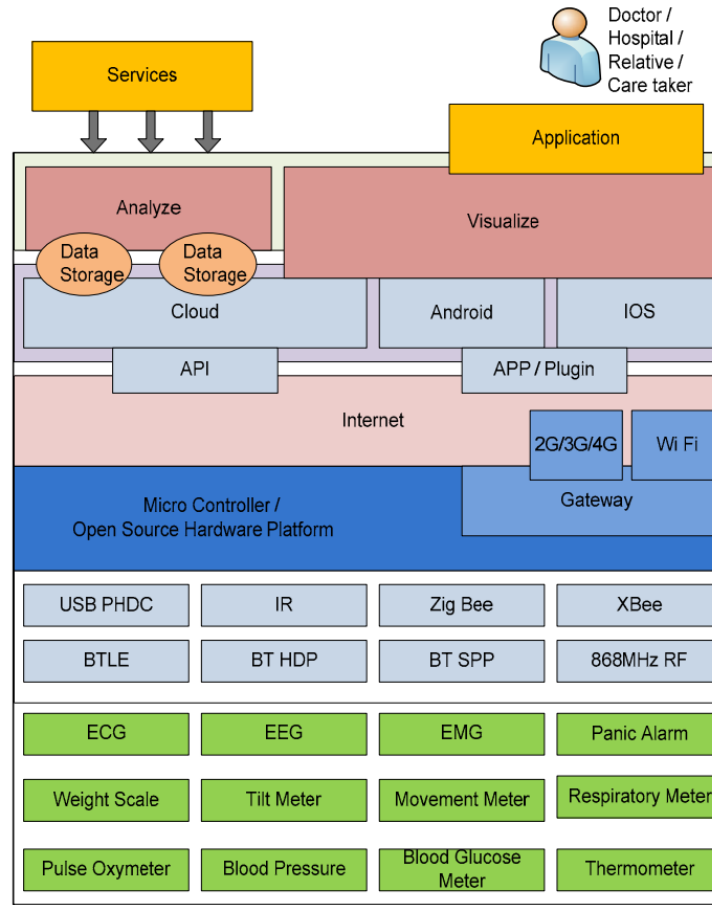 Doctor /
Hospital /
Relative /
Care taker
Services
Application
Analyze
Visualize
Data
Storage
Data
Storage
Cloud
Android
IOS
API
APP / Plugin
Internet
2G/3G/4G
Wi Fi
Micro Controller /
Open Source Hardware Platform
Gateway
USB PHDC
IR
Zig Bee
XBee
BTLE
BT HDP
BT SPP
868MHz RF
ECG
EEG
EMG
Panic Alarm
Weight Scale
Tilt Meter
Movement Meter
Respiratory Meter
Pulse Oxymeter
Blood Pressure
Blood Glucose
Meter
Thermometer